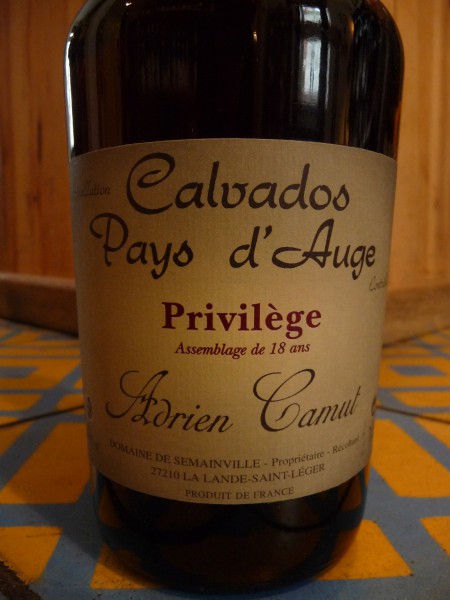 Calvados
Pays d'Auge
Privilège
Assemblage de 18 ans
Adrien Camut
DOMAINE DE SEMAINVILLE - Propriétaire - Récoltant
27210 LA LANDE-SAINT-LÉGER
PRODUIT DE FRANCE